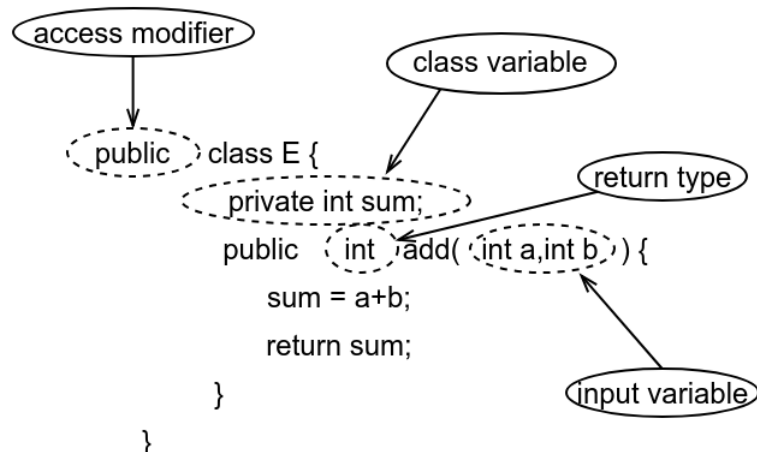 access modifier
class variable
public class E {
return type
private int sum;
public int add( int a,int b ) {
sum = a+b;
return sum;
}
input variable
}